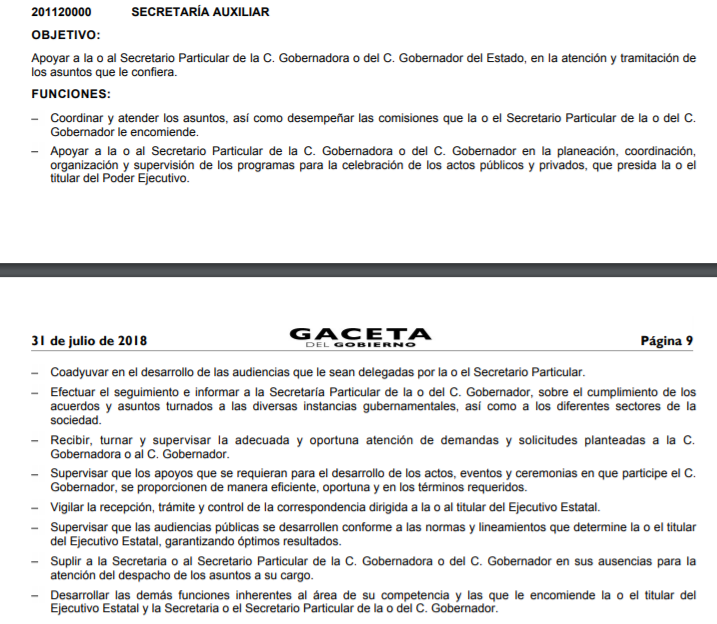 201120000 SECRETARÍA AUXILIAR
OBJETIVO:
Apoyar a la o al Secretario Particular de la C. Gobernadora o del C. Gobernador del Estado, en la atención y tramitación de
los asuntos que le confiera.
FUNCIONES:
– Coordinar y atender los asuntos, así como desempeñar las comisiones que la o el Secretario Particular de la o del C.
Gobernador le encomiende.
– Apoyar a la o al Secretario Particular de la C. Gobernadora o del C. Gobernador en la planeación, coordinación,
organización y supervisión de los programas para la celebración de los actos públicos y privados, que presida la o el
titular del Poder Ejecutivo.
31 de julio de 2018 GACETA Página 9
DEL GOBIERNO
– Coadyuvar en el desarrollo de las audiencias que le sean delegadas por la o el Secretario Particular.
– Efectuar el seguimiento e informar a la Secretaría Particular de la o del C. Gobernador, sobre el cumplimiento de los
acuerdos y asuntos turnados a las diversas instancias gubernamentales, así como a los diferentes sectores de la
sociedad.
– Recibir, turnar y supervisar la adecuada y oportuna atención de demandas y solicitudes planteadas a la C.
Gobernadora o al C. Gobernador.
– Supervisar que los apoyos que se requieran para el desarrollo de los actos, eventos y ceremonias en que participe el C.
Gobernador, se proporcionen de manera eficiente, oportuna y en los términos requeridos.
– Vigilar la recepción, trámite y control de la correspondencia dirigida a la o al titular del Ejecutivo Estatal.
– Supervisar que las audiencias públicas se desarrollen conforme a las normas y lineamientos que determine la o el titular
del Ejecutivo Estatal, garantizando óptimos resultados.
– Suplir a la Secretaria o al Secretario Particular de la C. Gobernadora o del C. Gobernador en sus ausencias para la
atención del despacho de los asuntos a su cargo.
– Desarrollar las demás funciones inherentes al área de su competencia y las que le encomiende la o el titular del
Ejecutivo Estatal y la Secretaria o el Secretario Particular de la o del C. Gobernador.